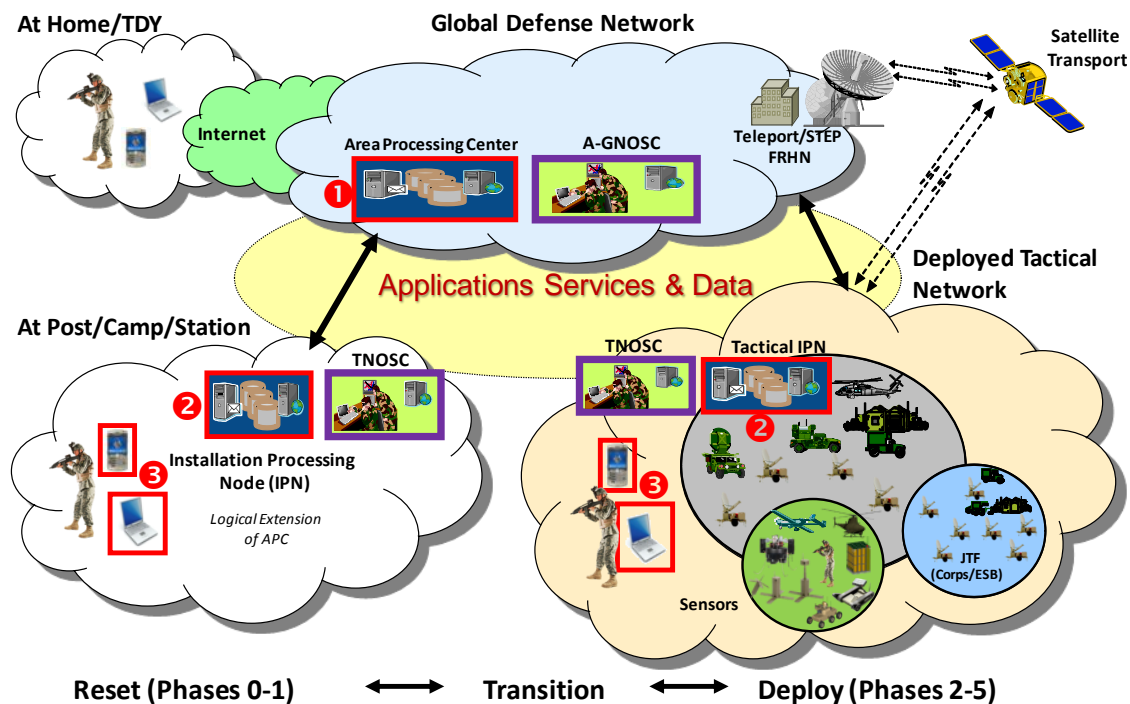 At Home/TDY
Global Defense Network
Satellite
Transport
Internet
Teleport/STEP
FRHN
Area Processing Center
A-GNOSC
1
Applications Services & Data
Deployed Tactical
Network
At Post/Camp/Station
TNOSC
2
3
Installation Processing
Node (IPN)
Logical Extension
of APC
TNOSC
Tactical IPN
2
3
Sensors
JTF
(Corps/ESB)
Reset (Phases 0-1)
Transition
Deploy (Phases 2-5)